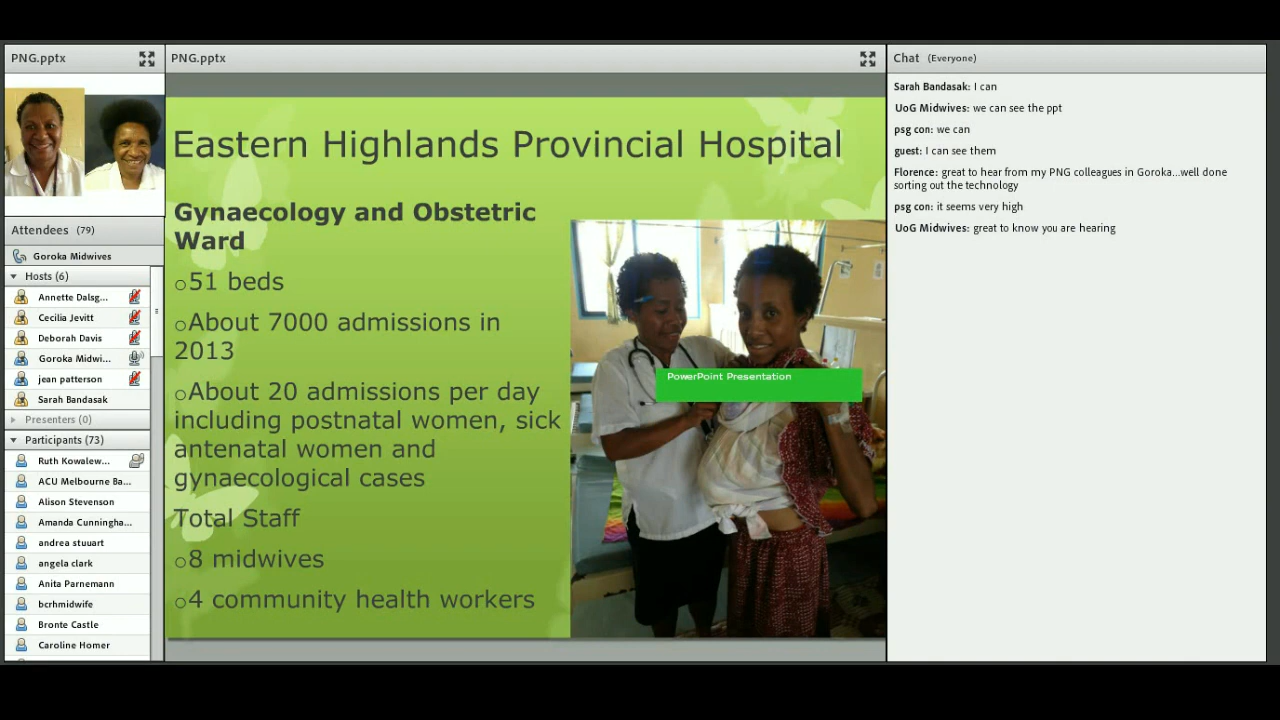 PNG.pptx
Attendees (79)
Goroka Midwives
Hosts (6)
Annette Dalsg...
Cecilia Jevitt
Deborah Davis
Goroka Midwi...
jean patterson
Sarah Bandasak
Presenters (0)
Participants (73)
Ruth Kowalew...
ACU Melbourne Ba...
Alison Stevenson
Amanda Cunningha...
andrea stuuart
angela clark
Anita Parnemann
bcrhmidwife
Bronte Castle
Caroline Homer
PNG.pptx
Eastern Highlands Provincial Hospital
Gynaecology and Obstetric
Ward
o51 beds
oAbout 7000 admissions in
2013
oAbout 20 admissions per day
including postnatal women, sick
antenatal women and
gynaecological cases
Total Staff
o8 midwives
o4 community health workers
PowerPoint Presentation
Chat (Everyone)
Sarah Bandasak: I can
UoG Midwives: we can see the ppt
psg con: we can
guest: I can see them
Florence: great to hear from my PNG colleagues in Goroka...well done
sorting out the technology
psg con: it seems very high
UoG Midwives: great to know you are hearing